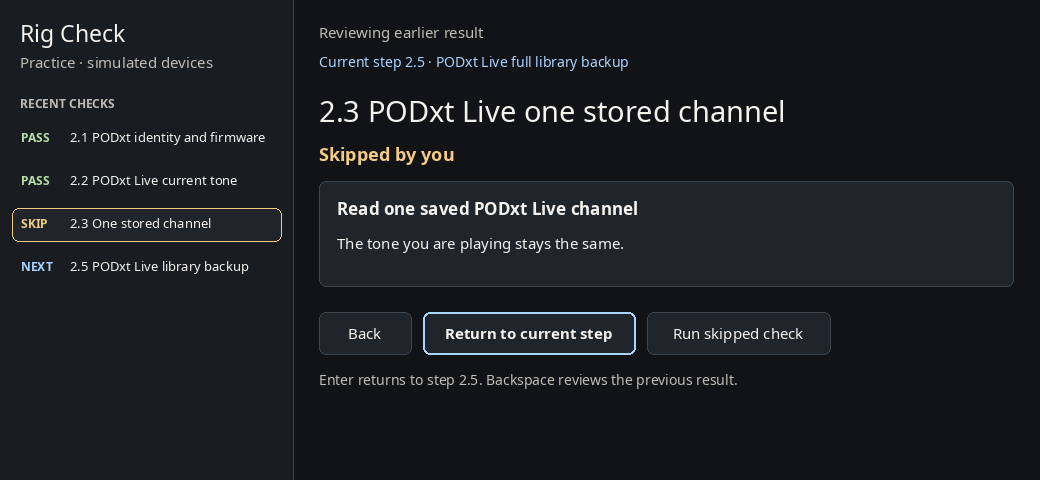 Rig Check
Practice · simulated devices
RECENT CHECKS
PASS 2.1 PODxt identity and firmware
PASS 2.2 PODxt Live current tone
SKIP 2.3 One stored channel
NEXT 2.5 PODxt Live library backup
Reviewing earlier result
Current step 2.5 · PODxt Live full library backup
2.3 PODxt Live one stored channel
Skipped by you
Read one saved PODxt Live channel
The tone you are playing stays the same.
Back Return to current step Run skipped check
Enter returns to step 2.5. Backspace reviews the previous result.